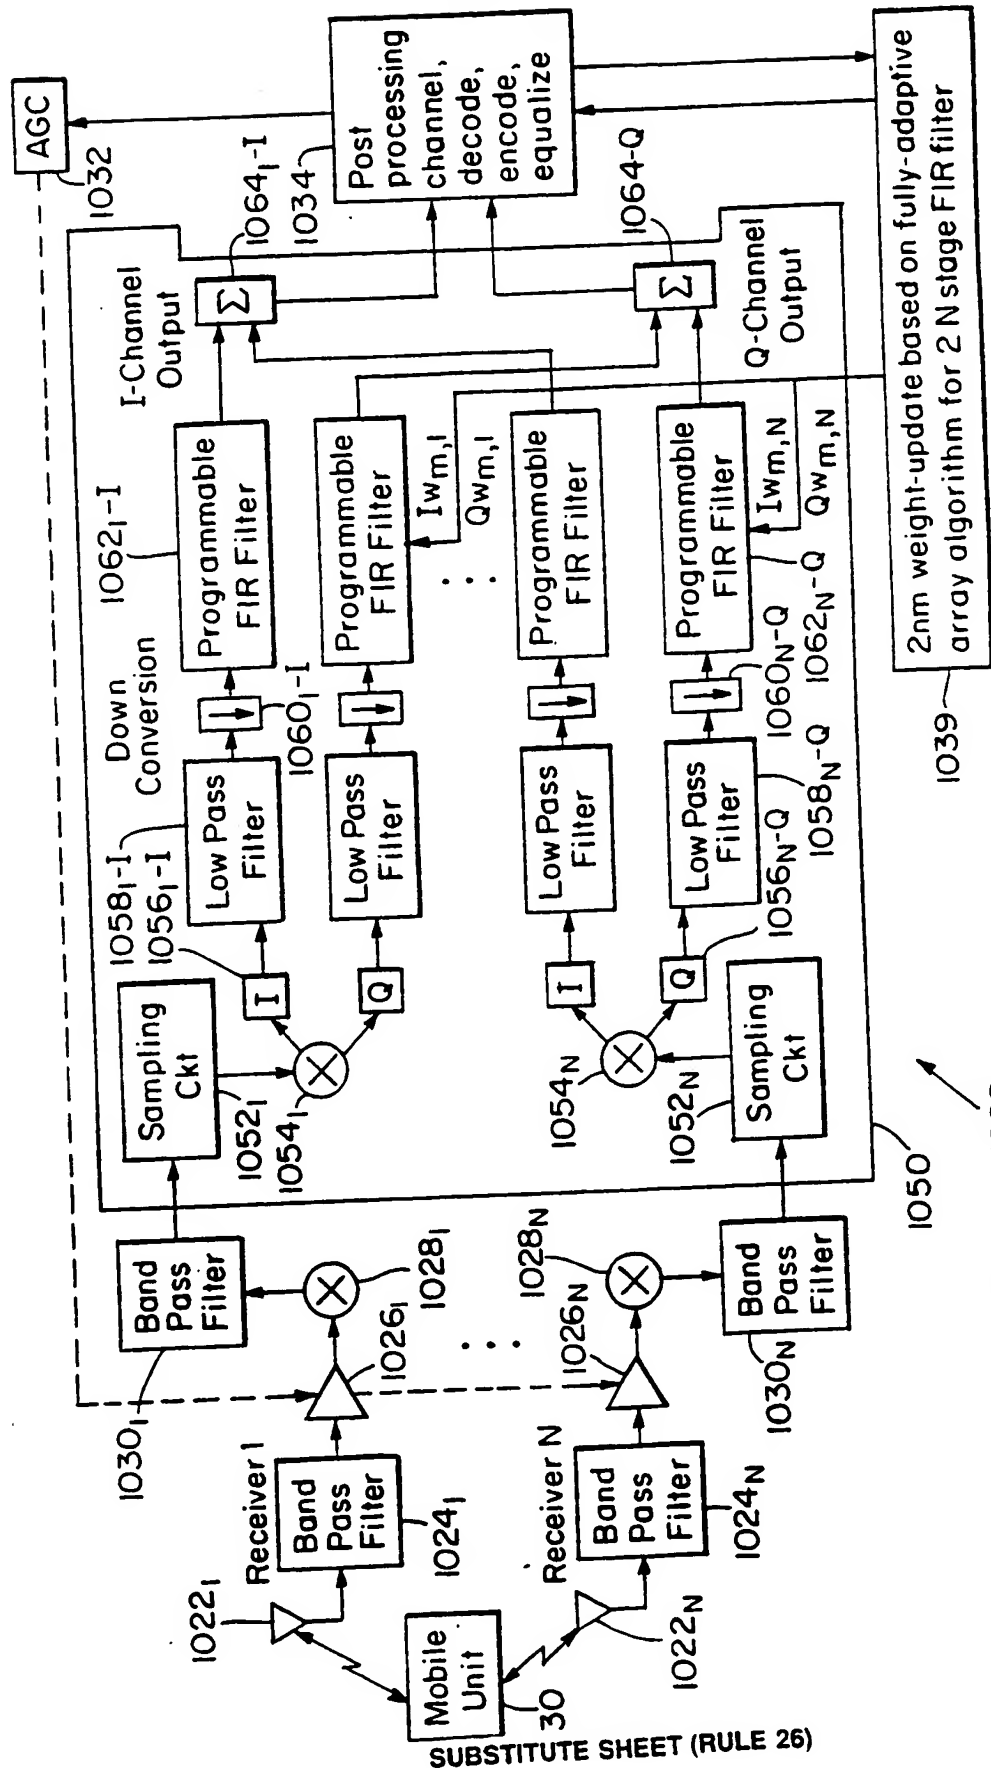 AGC
1032
1034
Post
processing
channel,
decode,
encode,
equalize
I-Channel
Output
1064₁-I
Q-Channel
Output
1064-Q
Σ
Σ
2nm weight-update based on fully-adaptive
array algorithm for 2 N stage FIR filter
1039
1062₁-I
Programmable
FIR Filter
Programmable
FIR Filter
Iwm,1
Qwm,1
Programmable
FIR Filter
Programmable
FIR Filter
Iwm,N
Qwm,N
1062N-Q
Down
Conversion
1060₁-I
1060N-Q
1058₁-I
1056₁-I
Low Pass
Filter
Low Pass
Filter
Low Pass
Filter
Low Pass
Filter
1058N-Q
1056N-Q
I
Q
I
Q
Sampling
Ckt
1052₁
1054₁
1054N
1052N
Sampling
Ckt
1050
Band
Pass
Filter
1030₁
1028₁
1026₁
1028N
1026N
Band
Pass
Filter
1030N
Receiver 1
Band
Pass
Filter
1024₁
Receiver N
Band
Pass
Filter
1024N
1022₁
1022N
Mobile
Unit
30
SUBSTITUTE SHEET (RULE 26)